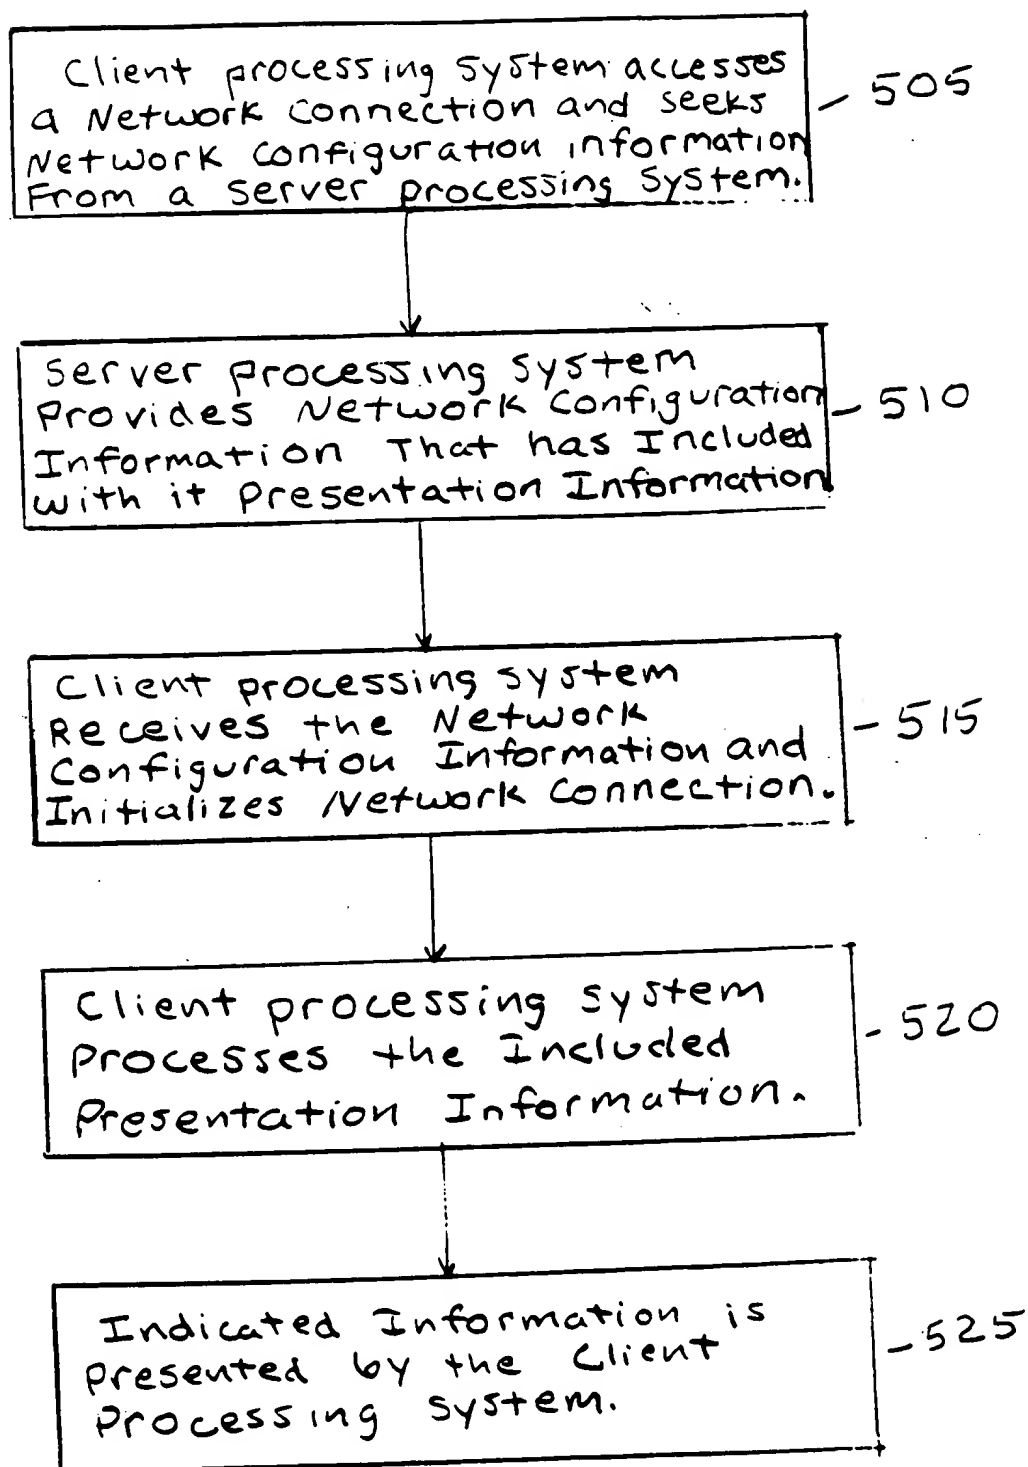 Client processing system accesses
a Network Connection and seeks
Network configuration information
From a server processing system.
505
Server processing system
Provides Network Configuration
Information That has Included
with it Presentation Information
510
Client processing system
Receives the Network
Configuration Information and
Initializes Network Connection.
515
Client processing system
Processes the Included
Presentation Information.
520
Indicated Information is
presented by the Client
Processing system.
525